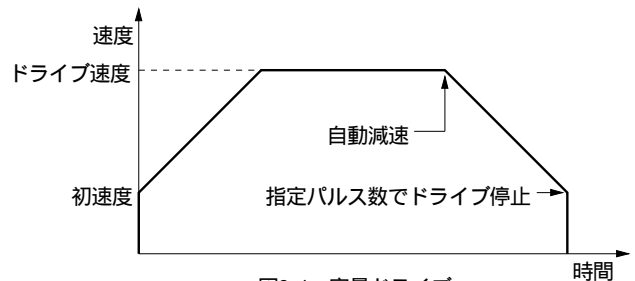 速度
ドライブ速度
自動減速
初速度
指定パルス数でドライブ停止
時間